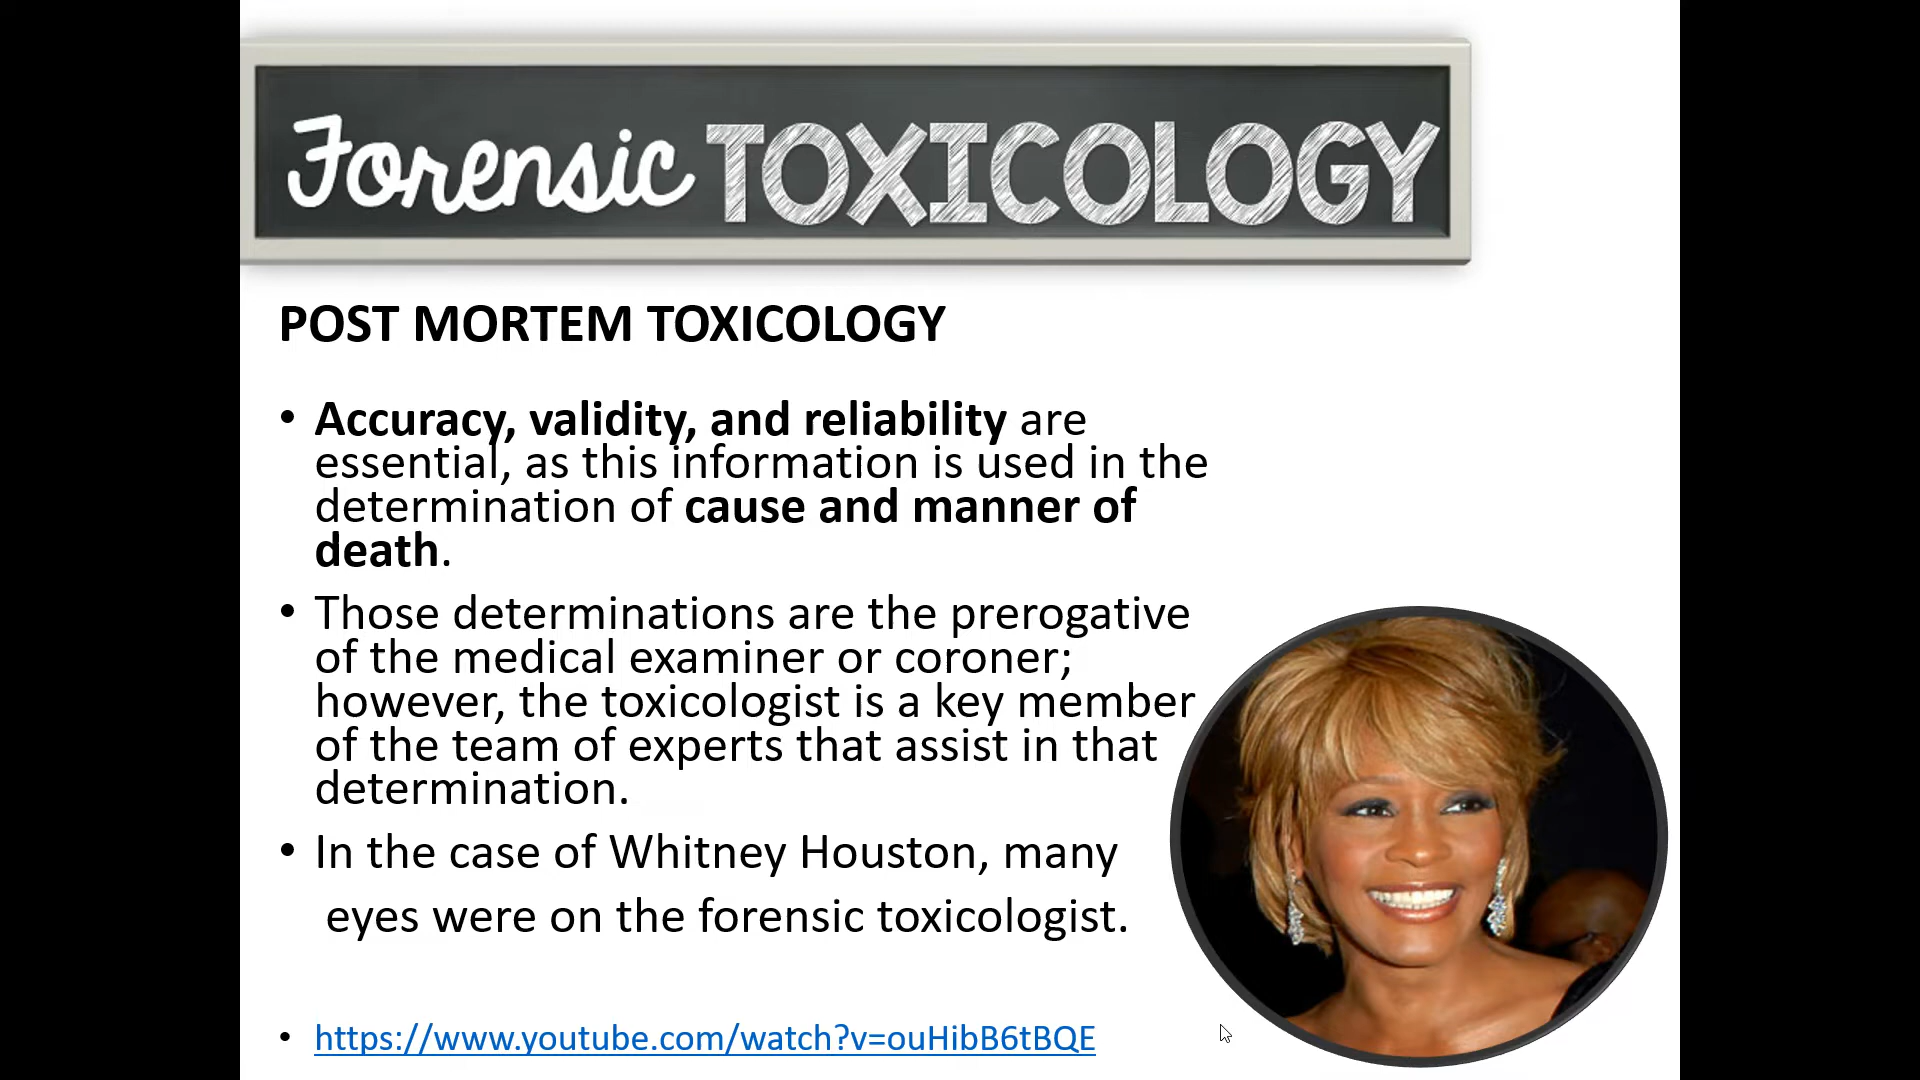 Forensic TOXICOLOGY
POST MORTEM TOXICOLOGY
• Accuracy, validity, and reliability are
essential, as this information is used in the
determination of cause and manner of
death.
• Those determinations are the prerogative
of the medical examiner or coroner;
however, the toxicologist is a key member
of the team of experts that assist in that
determination.
• In the case of Whitney Houston, many
eyes were on the forensic toxicologist.
• https://www.youtube.com/watch?v=ouHibB6tBQE